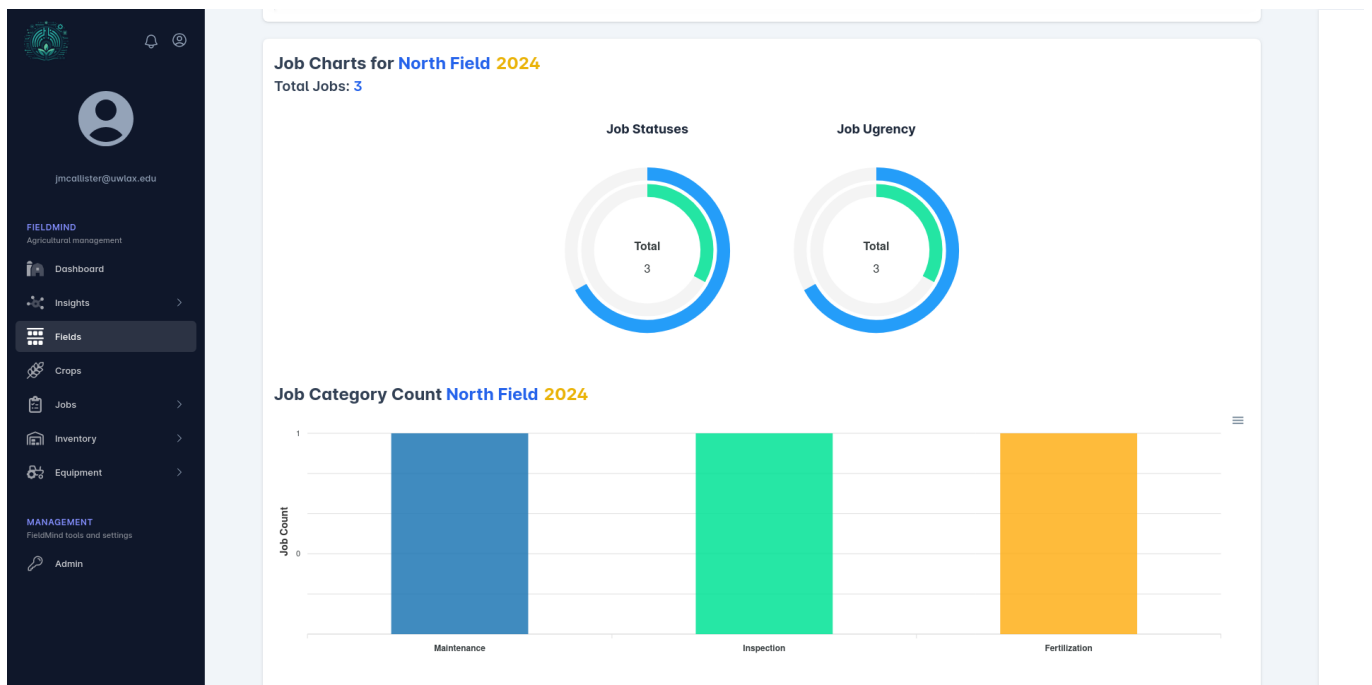 jmcallister@uwlax.edu
FIELDMIND
Agricultural management
Dashboard
Insights
Fields
Crops
Jobs
Inventory
Equipment
MANAGEMENT
FieldMind tools and settings
Admin
Job Charts for North Field 2024
Total Jobs: 3
Job Statuses
Job Ugrency
Total
3
Total
3
Job Category Count North Field 2024
1
0
Job Count
Maintenance
Inspection
Fertilization